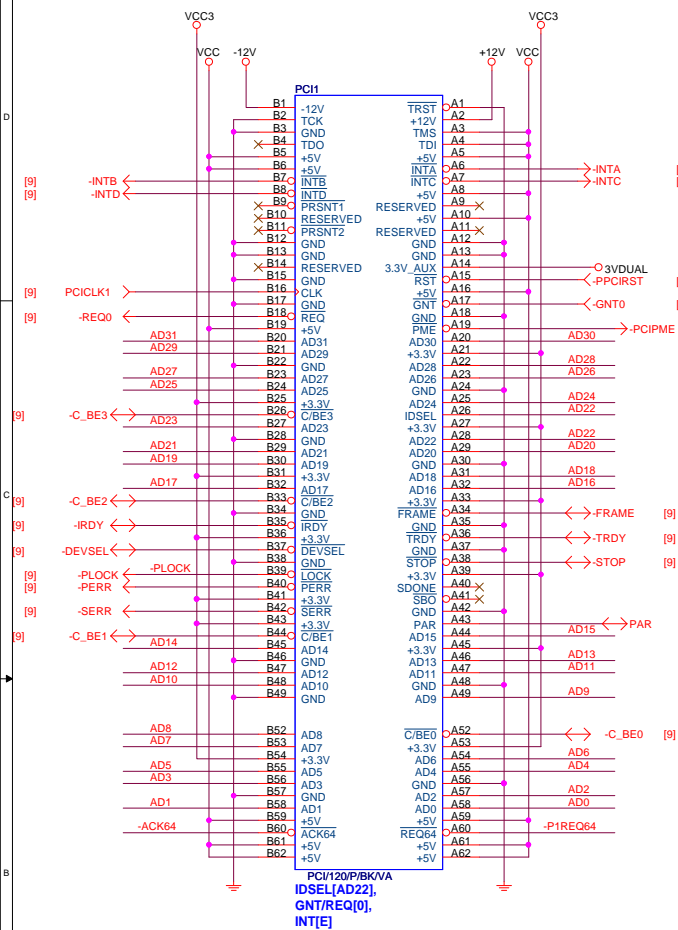 VCC3 VCC3
VCC -12V +12V VCC
PCI1
B1 -12V TRST A1
B2 TCK +12V A2
D B3 GND TMS A3
B4 TDO TDI A4
B5 +5V +5V A5
B6 +5V INTA A6 -INTA [
[9] -INTB B7 INTB INTC A7 -INTC [
-INTD B8 INTD +5V A8
B9 PRSNT1 RESERVED A9
B10 RESERVED +5V A10
B11 PRSNT2 RESERVED A11
B12 GND GND A12
B13 GND GND A13
B14 RESERVED 3.3V_AUX A14 3VDUAL
B15 GND RST A15 -PPCIRST [
[9] PCICLK1 B16 CLK +5V A16
B17 GND GNT A17 -GNT0 [
[9] -REQ0 B18 REQ GND A18
B19 +5V PME A19 -PCIPME
AD31 B20 AD31 AD30 A20 AD30
AD29 B21 AD29 +3.3V A21
B22 GND AD28 A22 AD28
AD27 B23 AD27 AD26 A23 AD26
AD25 B24 AD25 GND A24
B25 +3.3V AD24 A25 AD24
[9] -C_BE3 B26 C/BE3 IDSEL A26 AD22
AD23 B27 AD23 +3.3V A27
B28 GND AD22 A28 AD22
AD21 B29 AD21 AD20 A29 AD20
AD19 B30 AD19 GND A30
B31 +3.3V AD18 A31 AD18
AD17 B32 AD17 AD16 A32 AD16
C [9] -C_BE2 B33 C/BE2 +3.3V A33
B34 GND FRAME A34 -FRAME [9]
[9] -IRDY B35 IRDY GND A35
B36 +3.3V TRDY A36 -TRDY [9]
[9] -DEVSEL B37 DEVSEL GND A37
B38 GND STOP A38 -STOP [9]
[9] -PLOCK -PLOCK B39 LOCK +3.3V A39
[9] -PERR B40 PERR SDONE A40
B41 +3.3V SBO A41
[9] -SERR B42 SERR GND A42
B43 +3.3V PAR A43 PAR
[9] -C_BE1 B44 C/BE1 AD15 A44 AD15
AD14 B45 AD14 +3.3V A45
B46 GND AD13 A46 AD13
AD12 B47 AD12 AD11 A47 AD11
AD10 B48 AD10 GND A48
B49 GND AD9 A49 AD9
AD8 B52 AD8 C/BE0 A52 -C_BE0 [9]
AD7 B53 AD7 +3.3V A53
B54 +3.3V AD6 A54 AD6
AD5 B55 AD5 AD4 A55 AD4
AD3 B56 AD3 GND A56
B57 GND AD2 A57 AD2
AD1 B58 AD1 AD0 A58 AD0
B59 +5V +5V A59
-ACK64 B60 ACK64 REQ64 A60 -P1REQ64
B61 +5V +5V A61
B62 +5V +5V A62
B
PCI/120/P/BK/VA
IDSEL[AD22],
GNT/REQ[0],
INT[E]